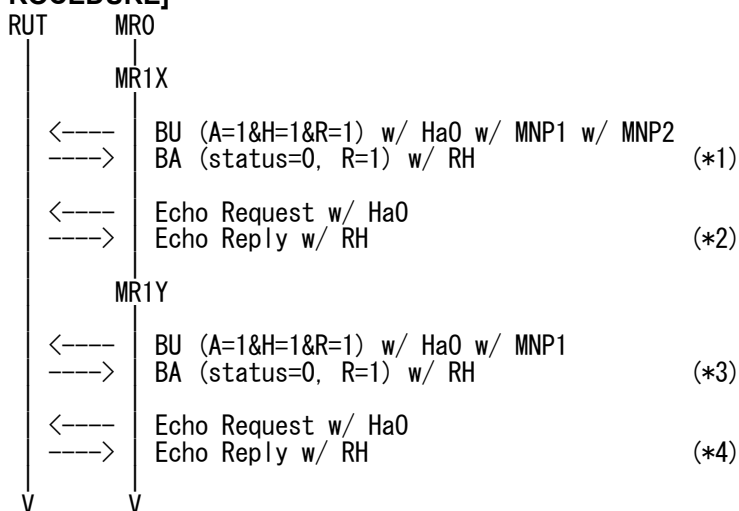 ROCEDURE]
RUT MR0
MR1X
<---- BU (A=1&H=1&R=1) w/ HaO w/ MNP1 w/ MNP2
----> BA (status=0, R=1) w/ RH (*1)
<---- Echo Request w/ HaO
----> Echo Reply w/ RH (*2)
MR1Y
<---- BU (A=1&H=1&R=1) w/ HaO w/ MNP1
----> BA (status=0, R=1) w/ RH (*3)
<---- Echo Request w/ HaO
----> Echo Reply w/ RH (*4)
V V